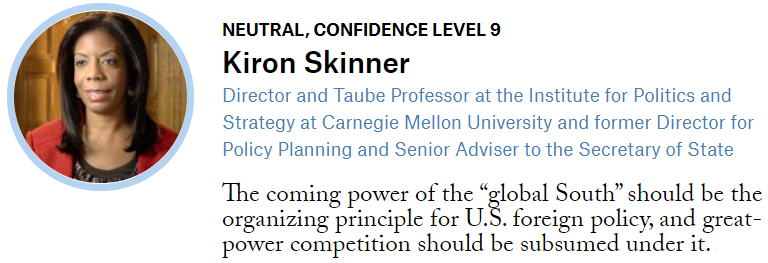 NEUTRAL, CONFIDENCE LEVEL 9
Kiron Skinner
Director and Taube Professor at the Institute for Politics and
Strategy at Carnegie Mellon University and former Director for
Policy Planning and Senior Adviser to the Secretary of State
The coming power of the “global South” should be the
organizing principle for U.S. foreign policy, and great-
power competition should be subsumed under it.